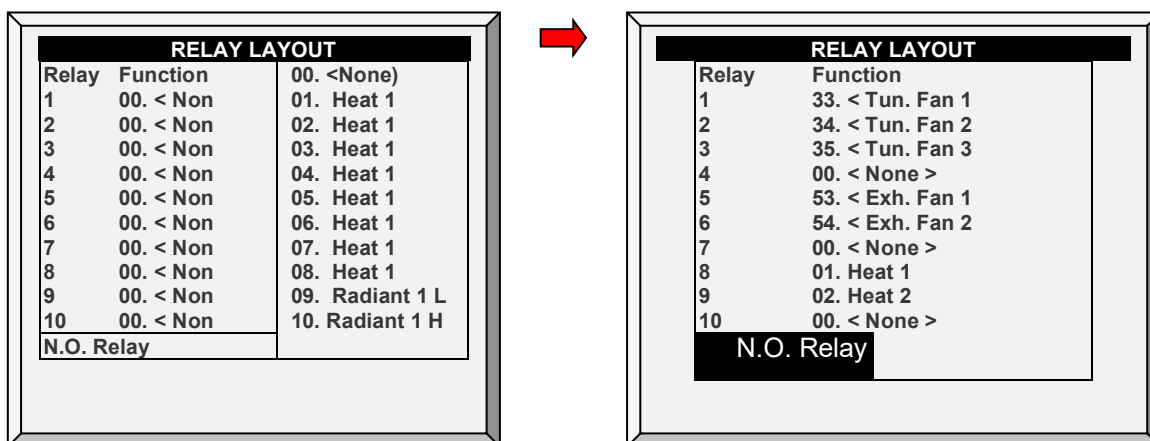 RELAY LAYOUT
Relay Function 00. <None)
1 00. < Non 01. Heat 1
2 00. < Non 02. Heat 1
3 00. < Non 03. Heat 1
4 00. < Non 04. Heat 1
5 00. < Non 05. Heat 1
6 00. < Non 06. Heat 1
7 00. < Non 07. Heat 1
8 00. < Non 08. Heat 1
9 00. < Non 09. Radiant 1 L
10 00. < Non 10. Radiant 1 H
N.O. Relay
RELAY LAYOUT
Relay Function
1 33. < Tun. Fan 1
2 34. < Tun. Fan 2
3 35. < Tun. Fan 3
4 00. < None >
5 53. < Exh. Fan 1
6 54. < Exh. Fan 2
7 00. < None >
8 01. Heat 1
9 02. Heat 2
10 00. < None >
N.O. Relay